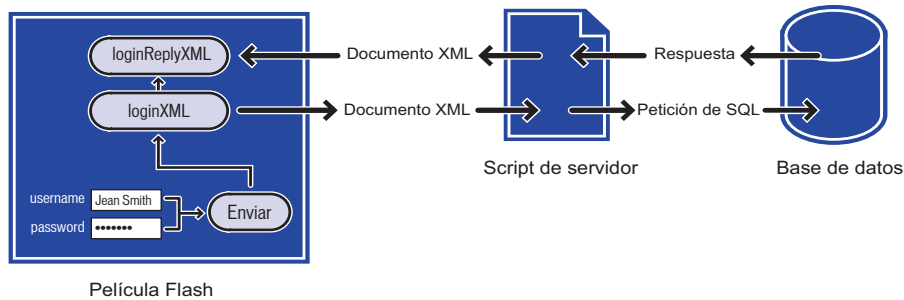 loginReplyXML
Documento XML
Respuesta
loginXML
Documento XML
Petición de SQL
Script de servidor
Base de datos
username
Jean Smith
Enviar
password
•••••••
Película Flash